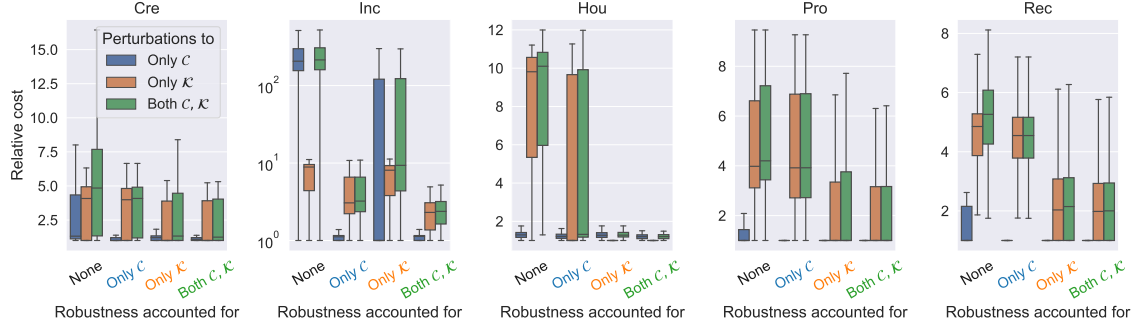 Cre
Inc
Hou
Pro
Rec
Relative cost
15.0
12.5
10.0
7.5
5.0
2.5
Perturbations to
Only 𝒞
Only 𝒦
Both 𝒞, 𝒦
10²
10¹
10⁰
12
10
8
6
4
2
8
6
4
2
8
6
4
2
None Only 𝒞 Only 𝒦 Both 𝒞, 𝒦
None Only 𝒞 Only 𝒦 Both 𝒞, 𝒦
None Only 𝒞 Only 𝒦 Both 𝒞, 𝒦
None Only 𝒞 Only 𝒦 Both 𝒞, 𝒦
None Only 𝒞 Only 𝒦 Both 𝒞, 𝒦
Robustness accounted for
Robustness accounted for
Robustness accounted for
Robustness accounted for
Robustness accounted for